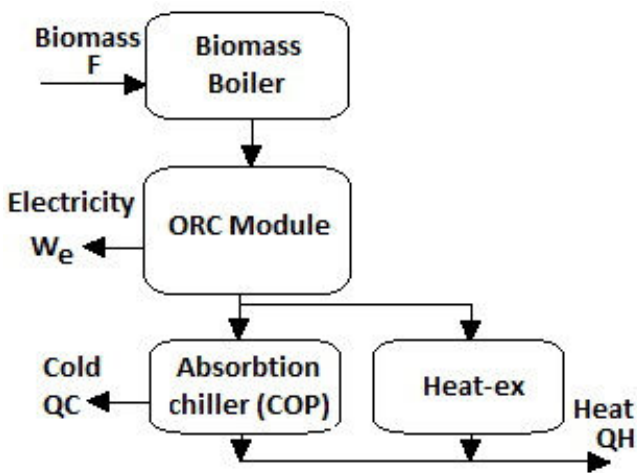 Biomass
F
Biomass
Boiler
Electricity
We
ORC Module
Cold
QC
Absorbtion
chiller (COP)
Heat-ex
Heat
QH